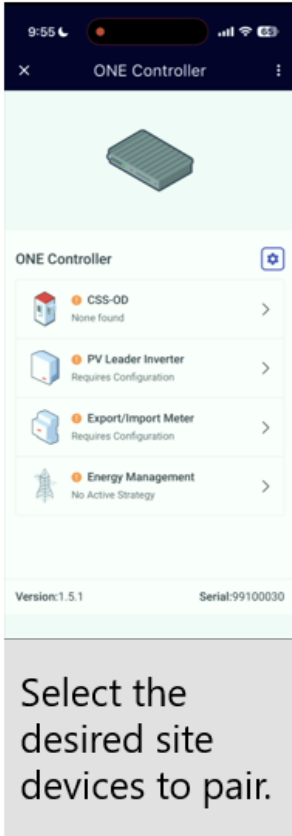 9:55
65
ONE Controller
ONE Controller
CSS-OD
None found
PV Leader Inverter
Requires Configuration
Export/Import Meter
Requires Configuration
Energy Management
No Active Strategy
Version:1.5.1 Serial:99100030
Select the
desired site
devices to pair.